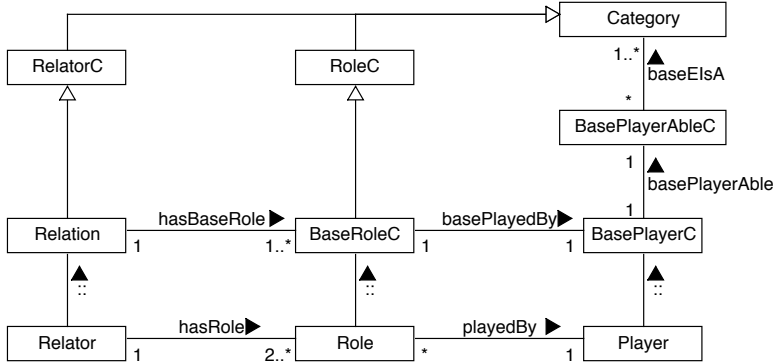 Category
RelatorC
RoleC
1..*
baseEIsA
*
BasePlayerAbleC
1
basePlayerAble
1
hasBaseRole
basePlayedBy
Relation
BaseRoleC
BasePlayerC
1
1..*
1
1
::
::
::
hasRole
playedBy
Relator
Role
Player
1
2..*
*
1